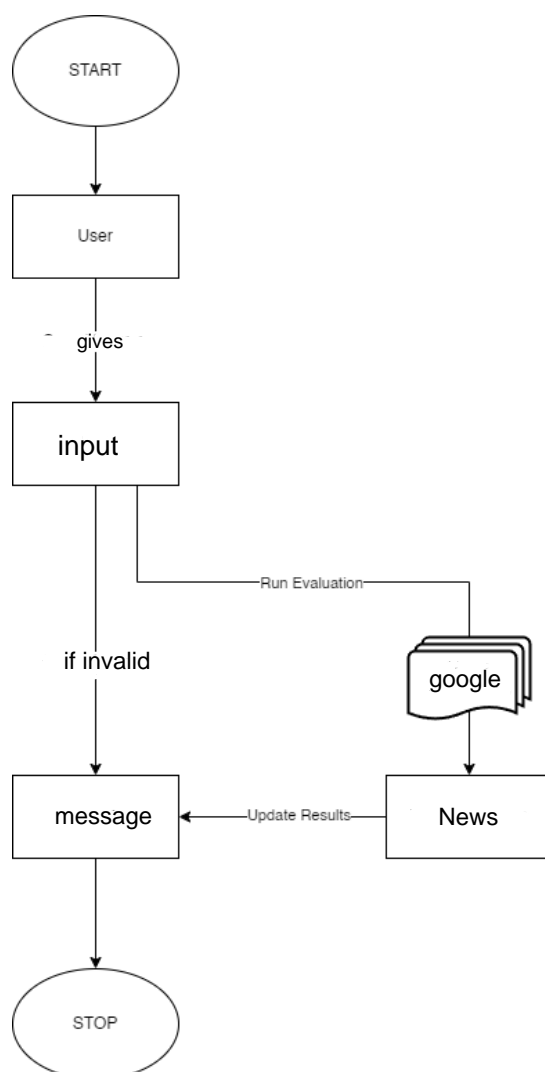 START
User
gives
input
Run Evaluation
if invalid
google
message
Update Results
News
STOP